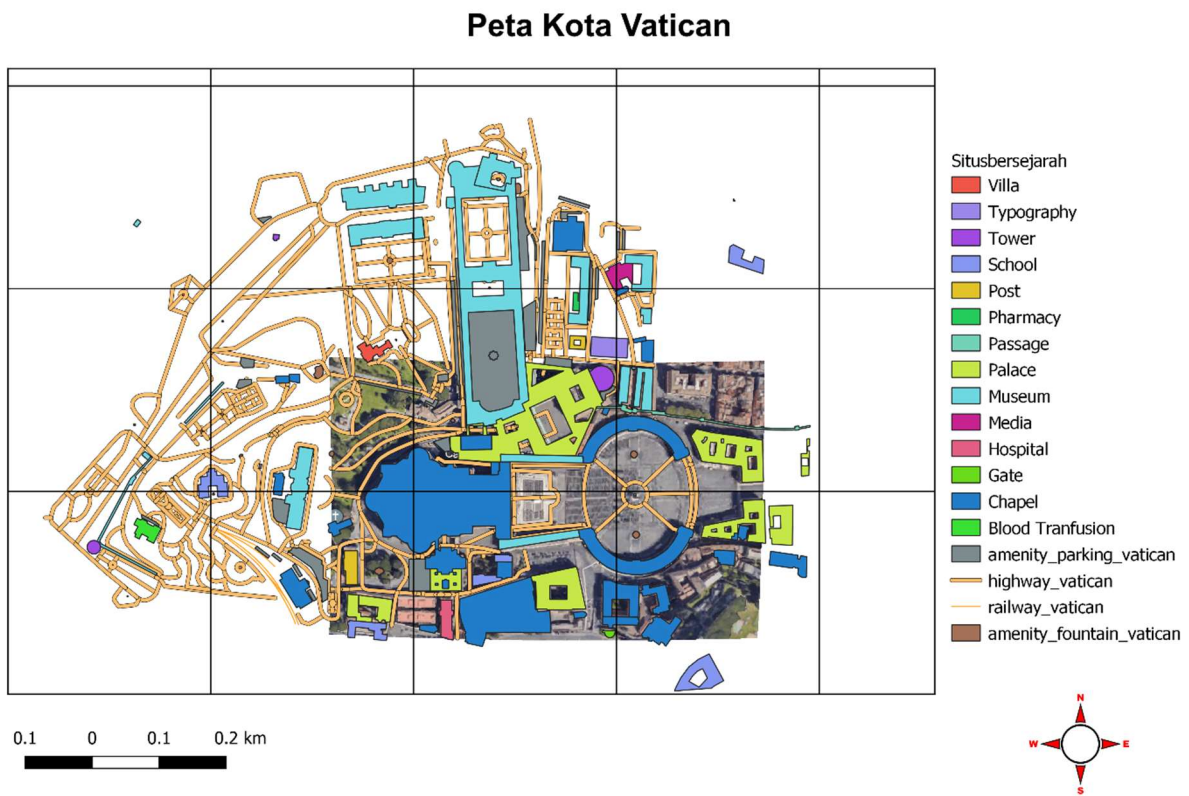 Peta Kota Vatican
Situsbersejarah
Villa
Typography
Tower
School
Post
Pharmacy
Passage
Palace
Museum
Media
Hospital
Gate
Chapel
Blood Tranfusion
amenity_parking_vatican
highway_vatican
railway_vatican
amenity_fountain_vatican
0.1 0 0.1 0.2 km
N
W E
S